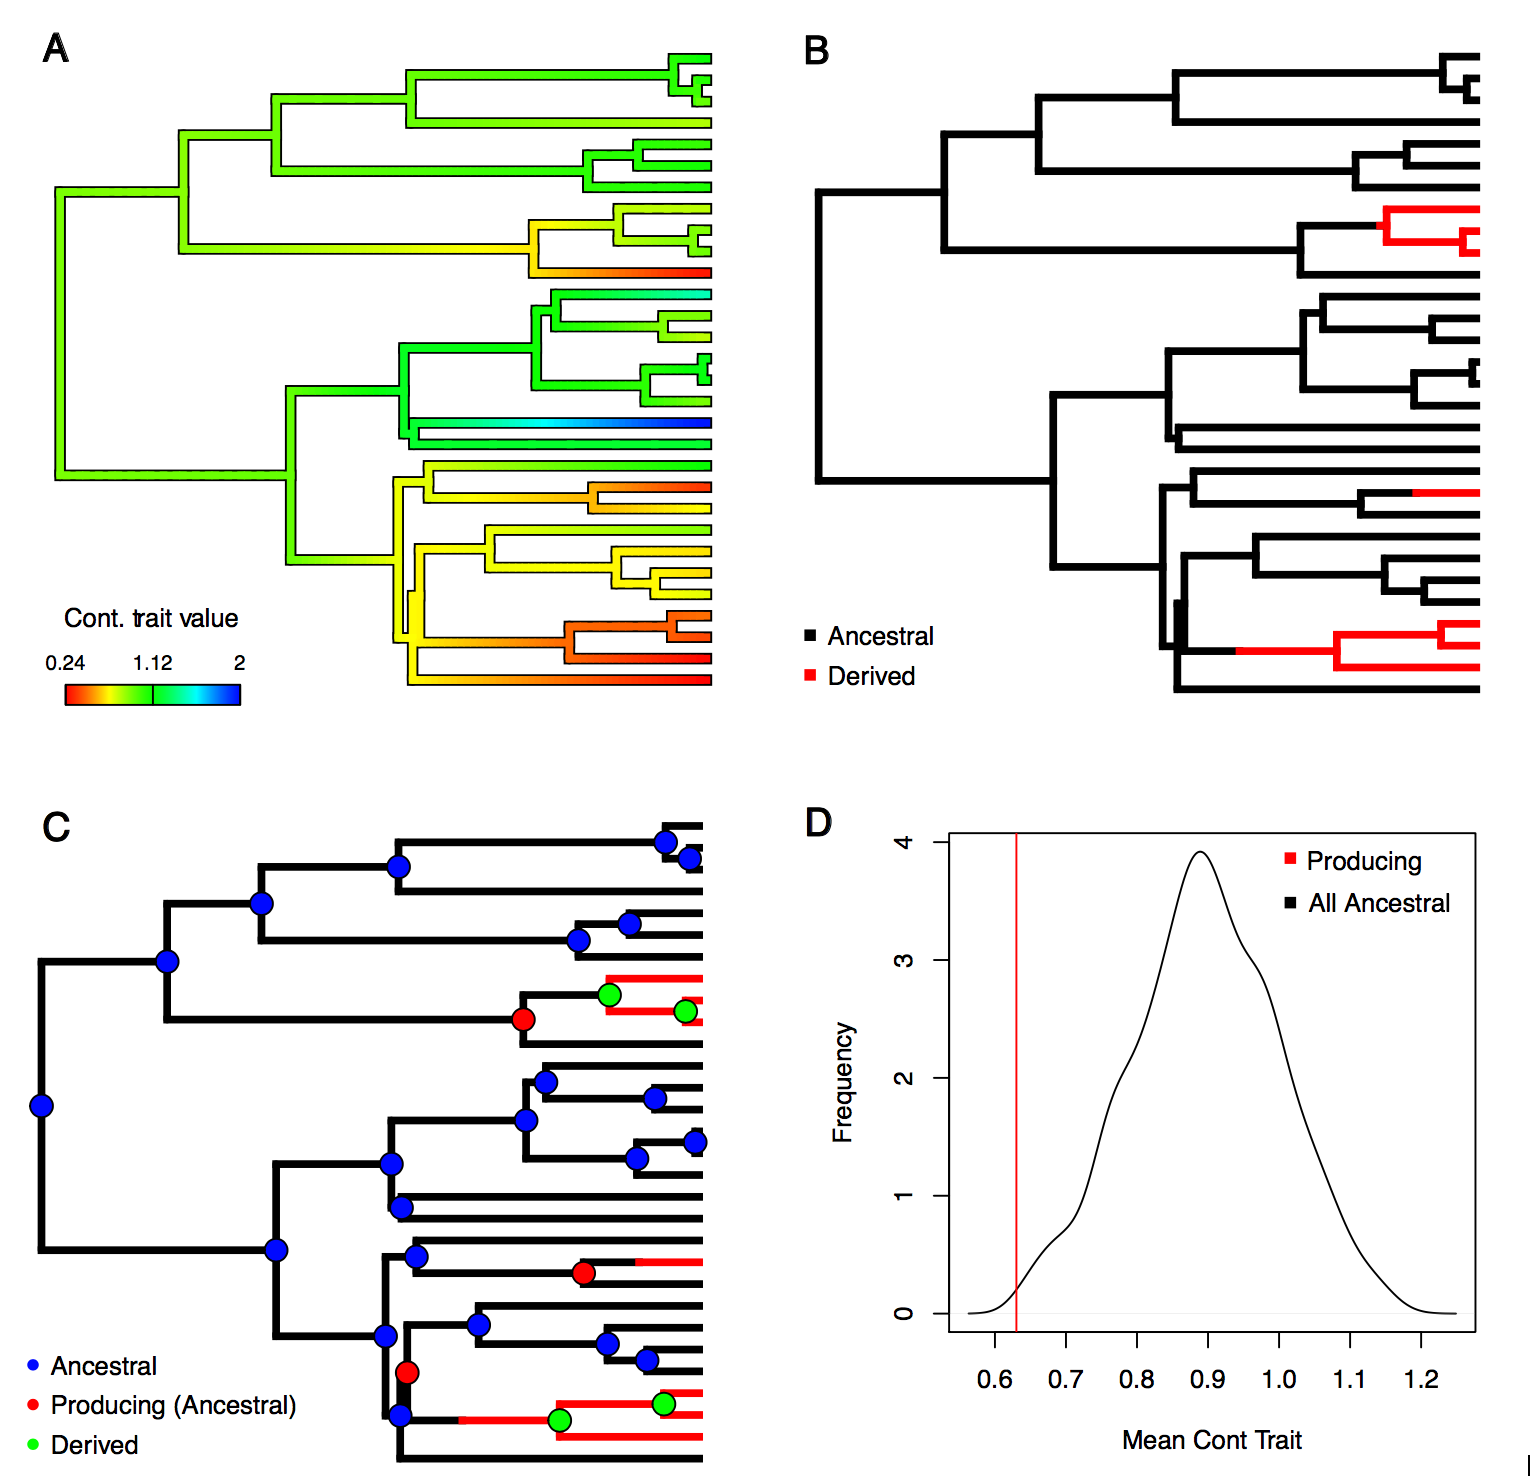 A
B
Cont. trait value
0.24 1.12 2
Ancestral
Derived
C
D
Producing
All Ancestral
4
3
2
1
0
Frequency
0.6 0.7 0.8 0.9 1.0 1.1 1.2
Mean Cont Trait
Ancestral
Producing (Ancestral)
Derived